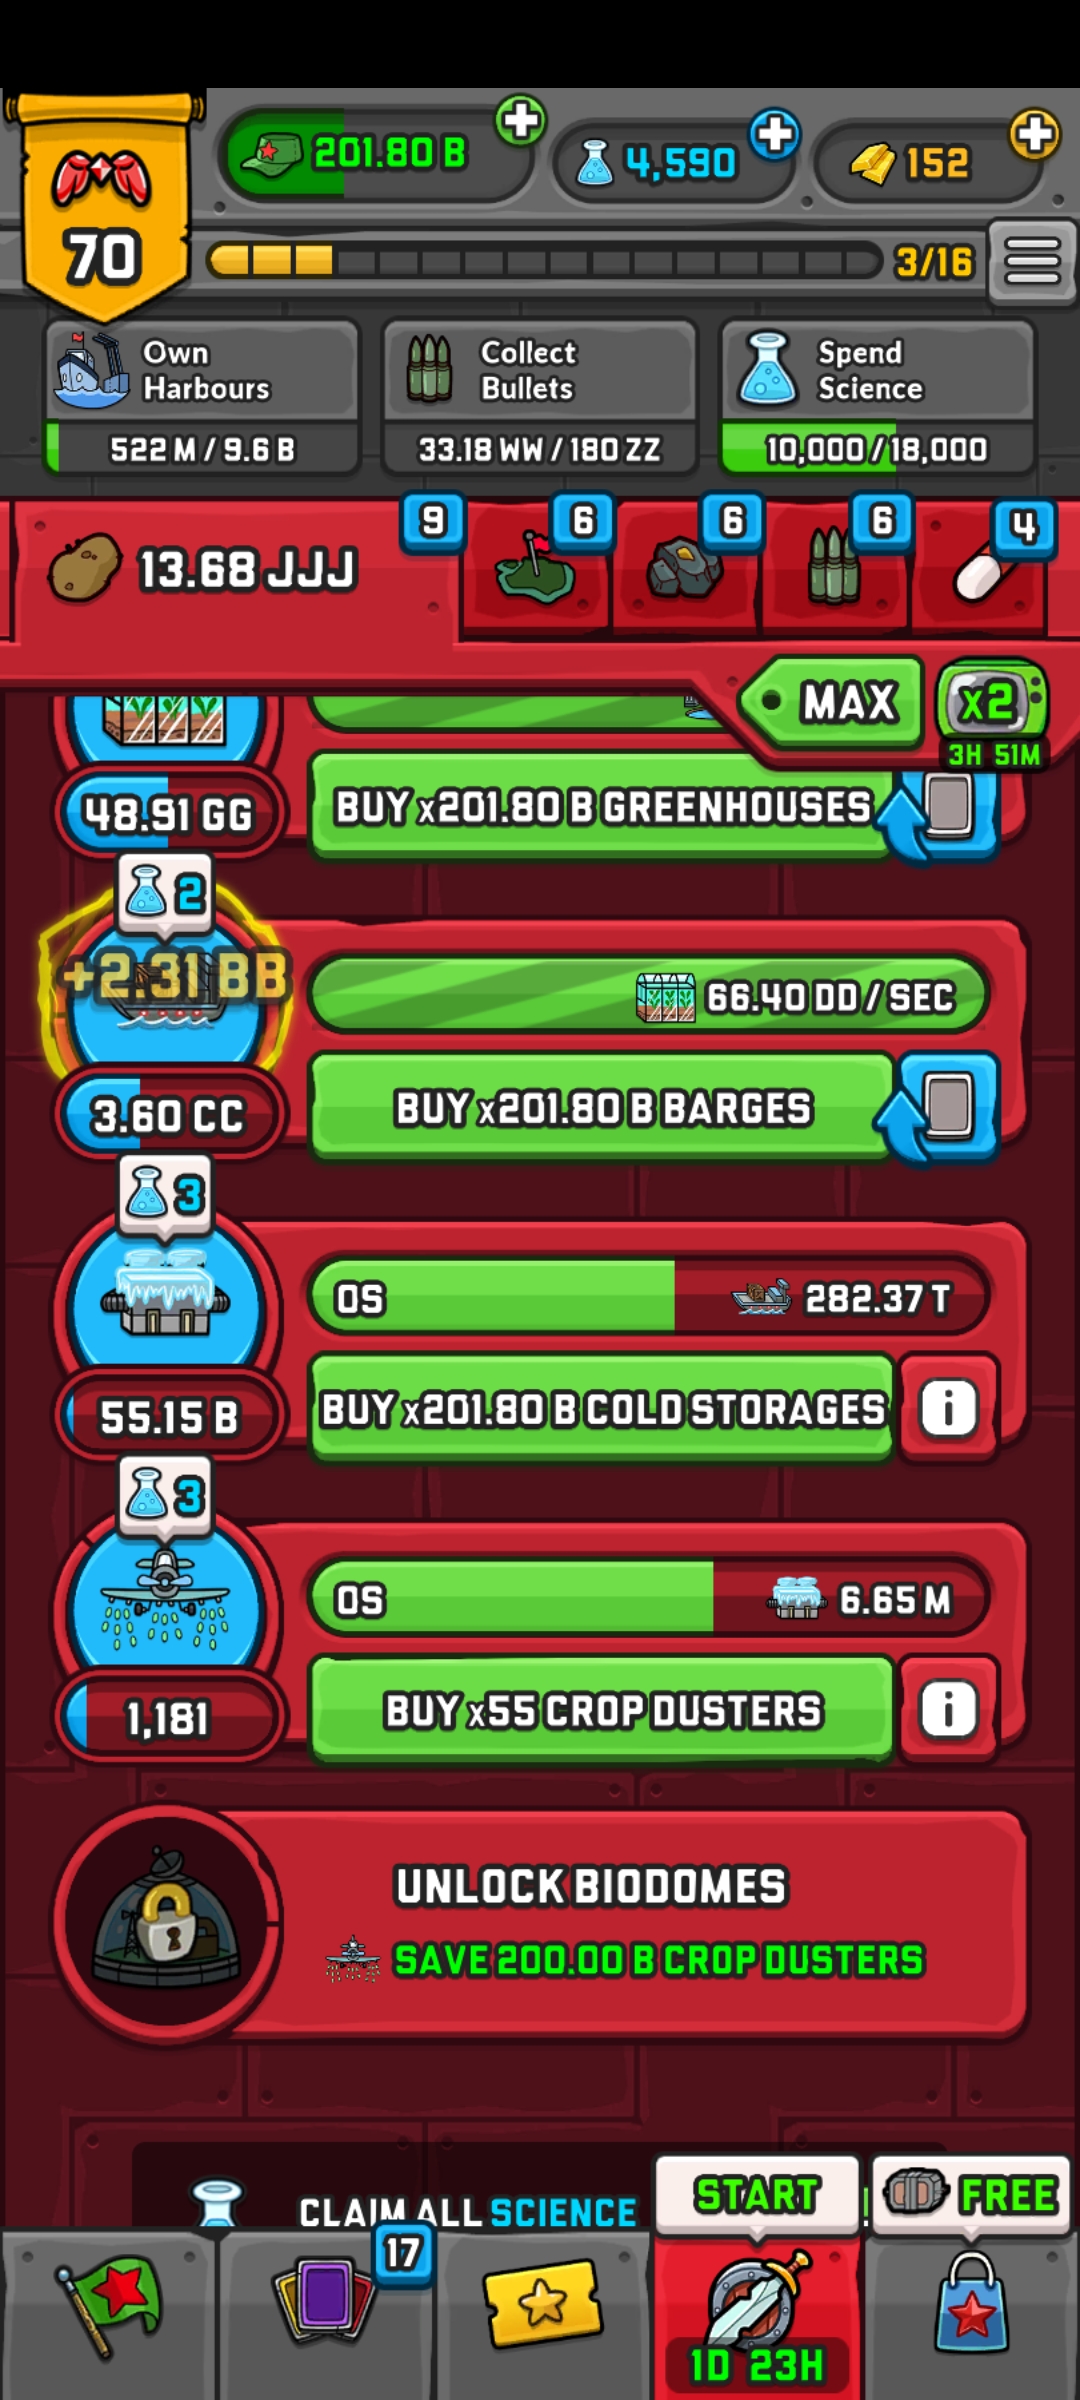 201.80 B
4,590
152
70
3/16
Own
Harbours
522 M / 9.6 B
Collect
Bullets
33.18 WW / 180 ZZ
Spend
Science
10,000 / 18,000
13.68 JJJ
9
6
6
6
4
MAX
x2
3H 51M
48.91 GG
BUY x201.80 B GREENHOUSES
2
+2.31 BB
66.40 DD / SEC
3.60 CC
BUY x201.80 B BARGES
3
0S
282.37 T
55.15 B
BUY x201.80 B COLD STORAGES
i
3
0S
6.65 M
1,181
BUY x55 CROP DUSTERS
i
UNLOCK BIODOMES
SAVE 200.00 B CROP DUSTERS
CLAIM ALL SCIENCE
START
FREE
17
1D 23H